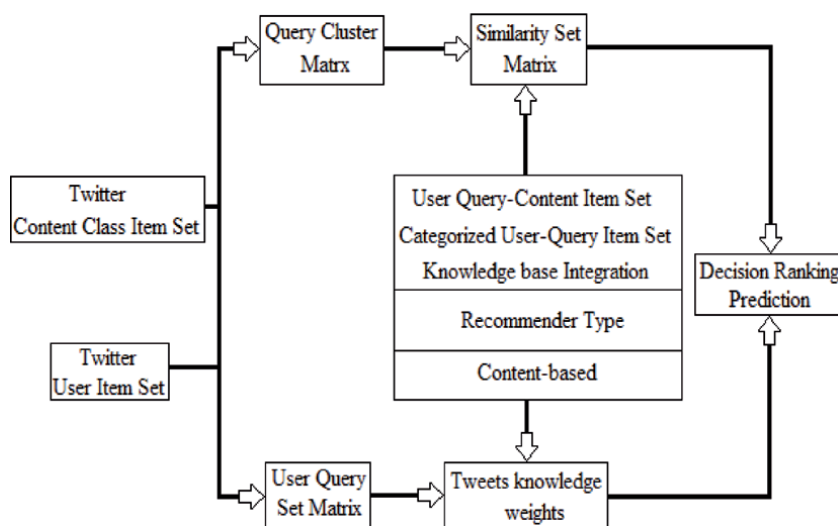 Query Cluster
Matrx
Similarity Set
Matrix
Twitter
Content Class Item Set
User Query-Content Item Set
Categorized User-Query Item Set
Knowledge base Integration
Recommender Type
Content-based
Decision Ranking
Prediction
Twitter
User Item Set
User Query
Set Matrix
Tweets knowledge
weights